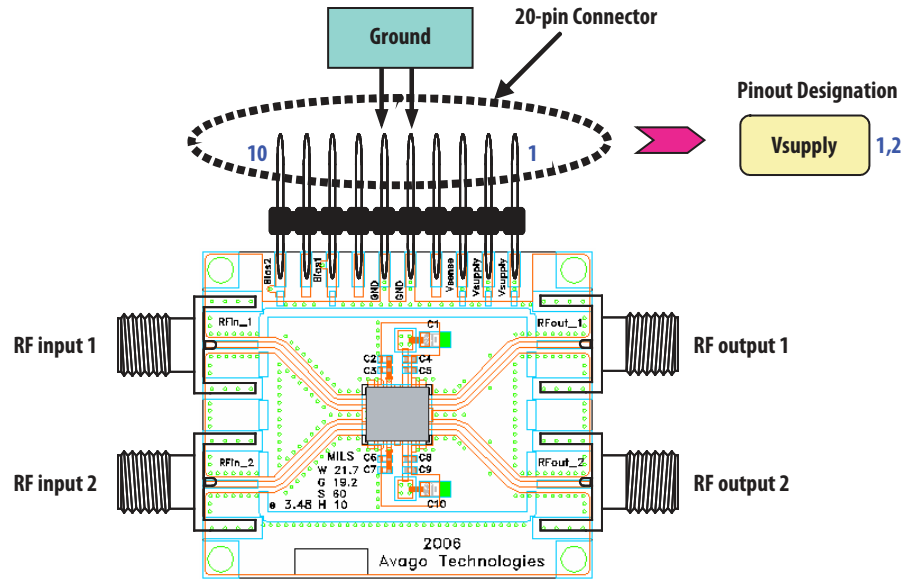 20-pin Connector
Ground
Pinout Designation
10
1
Vsupply
1,2
Bias2
Bias1
GND
GND
Vsense
Vsupply
Vsupply
RFin_1
C1
RFout_1
RF input 1
RF output 1
C2
C4
C3
C5
RFin_2
C6
C8
RFout_2
MILS
C7
C9
W 21.7
RF input 2
RF output 2
G 19.2
S 60
e 3.48 H 10
C10
2006
Avago Technologies